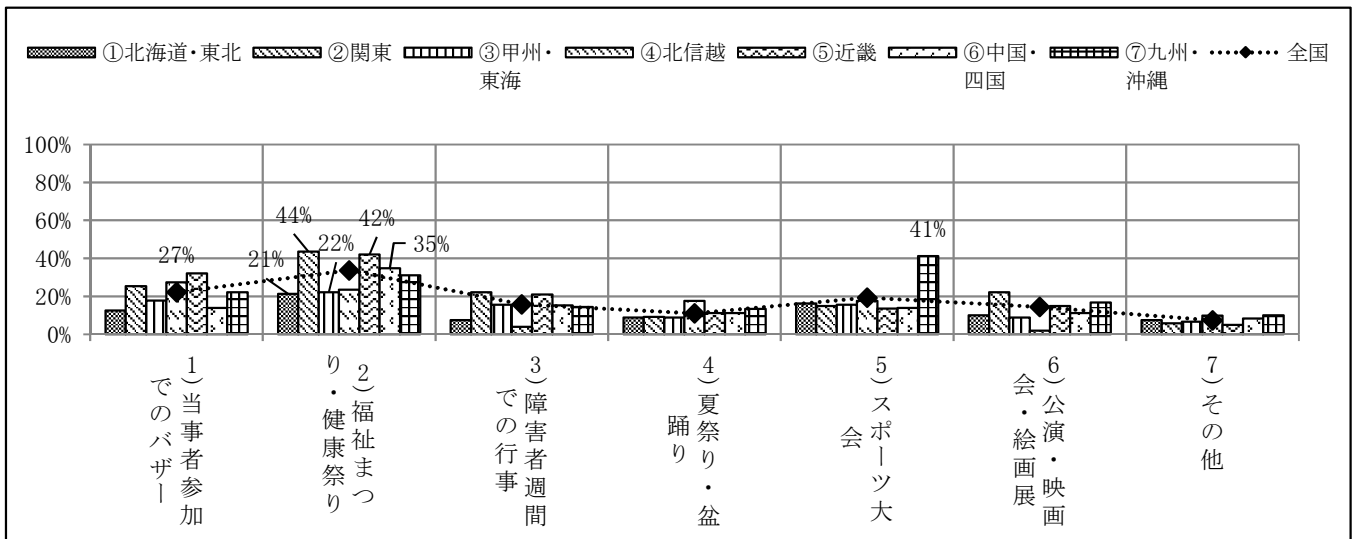 ①北海道・東北 ②関東 ③甲州・東海 ④北信越 ⑤近畿 ⑥中国・四国 ⑦九州・沖縄 全国
100%
80%
60%
40%
20%
0%
27%
21%
44%
22%
42%
35%
41%
1)当事者参加
でのバザー
2)福祉まつ
り・健康祭り
3)障害者週間
での行事
4)夏祭り・盆
踊り
5)スポーツ大
会
6)公演・映画
会・絵画展
7)その他